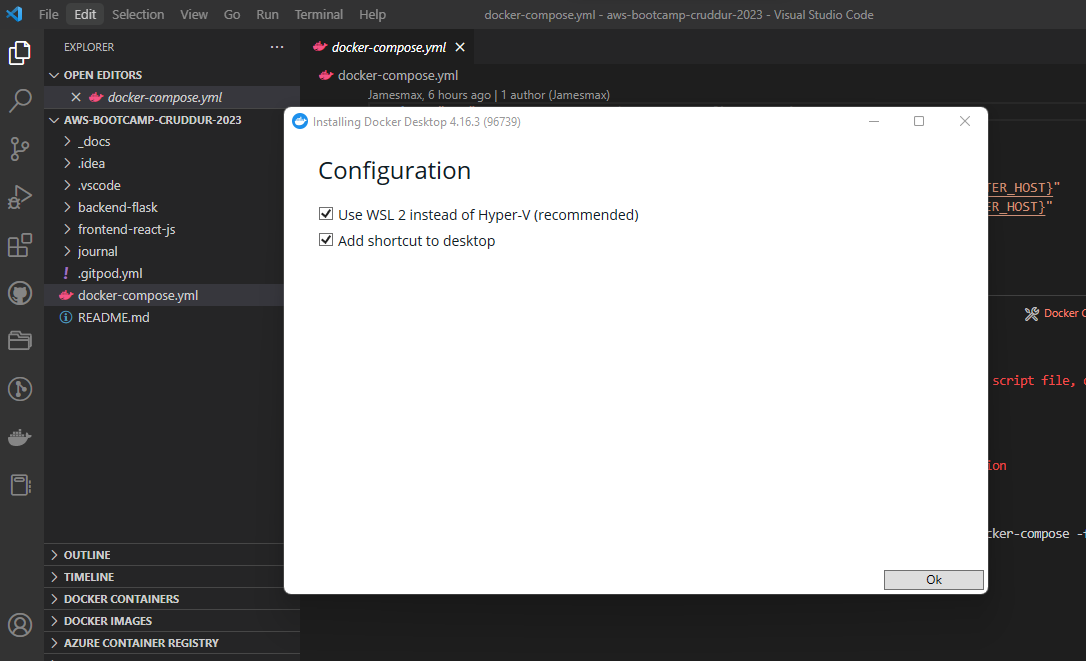 File Edit Selection View Go Run Terminal Help docker-compose.yml - aws-bootcamp-cruddur-2023 - Visual Studio Code
EXPLORER
OPEN EDITORS
docker-compose.yml
AWS-BOOTCAMP-CRUDDUR-2023
_docs
.idea
.vscode
backend-flask
frontend-react-js
journal
.gitpod.yml
docker-compose.yml
README.md
OUTLINE
TIMELINE
DOCKER CONTAINERS
DOCKER IMAGES
AZURE CONTAINER REGISTRY
docker-compose.yml
docker-compose.yml
Jamesmax, 6 hours ago | 1 author (Jamesmax)
Installing Docker Desktop 4.16.3 (96739)
Configuration
Use WSL 2 instead of Hyper-V (recommended)
Add shortcut to desktop
Ok
TER_HOST}"
ER_HOST}"
Docker
script file,
ion
cker-compose